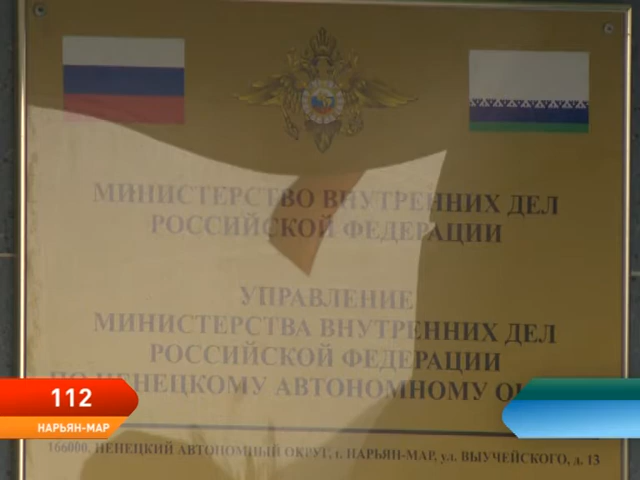 МИНИСТЕРСТВО ВНУТРЕННИХ ДЕЛ
РОССИЙСКОЙ ФЕДЕРАЦИИ
УПРАВЛЕНИЕ
МИНИСТЕРСТВА ВНУТРЕННИХ ДЕЛ
РОССИЙСКОЙ ФЕДЕРАЦИИ
ПО НЕНЕЦКОМУ АВТОНОМНОМУ
112
НАРЬЯН-МАР
166000, НЕНЕЦКИЙ АВТОНОМНЫЙ ОКРУГ, г. НАРЬЯН-МАР, ул. ВЫУЧЕЙСКОГО, д. 13